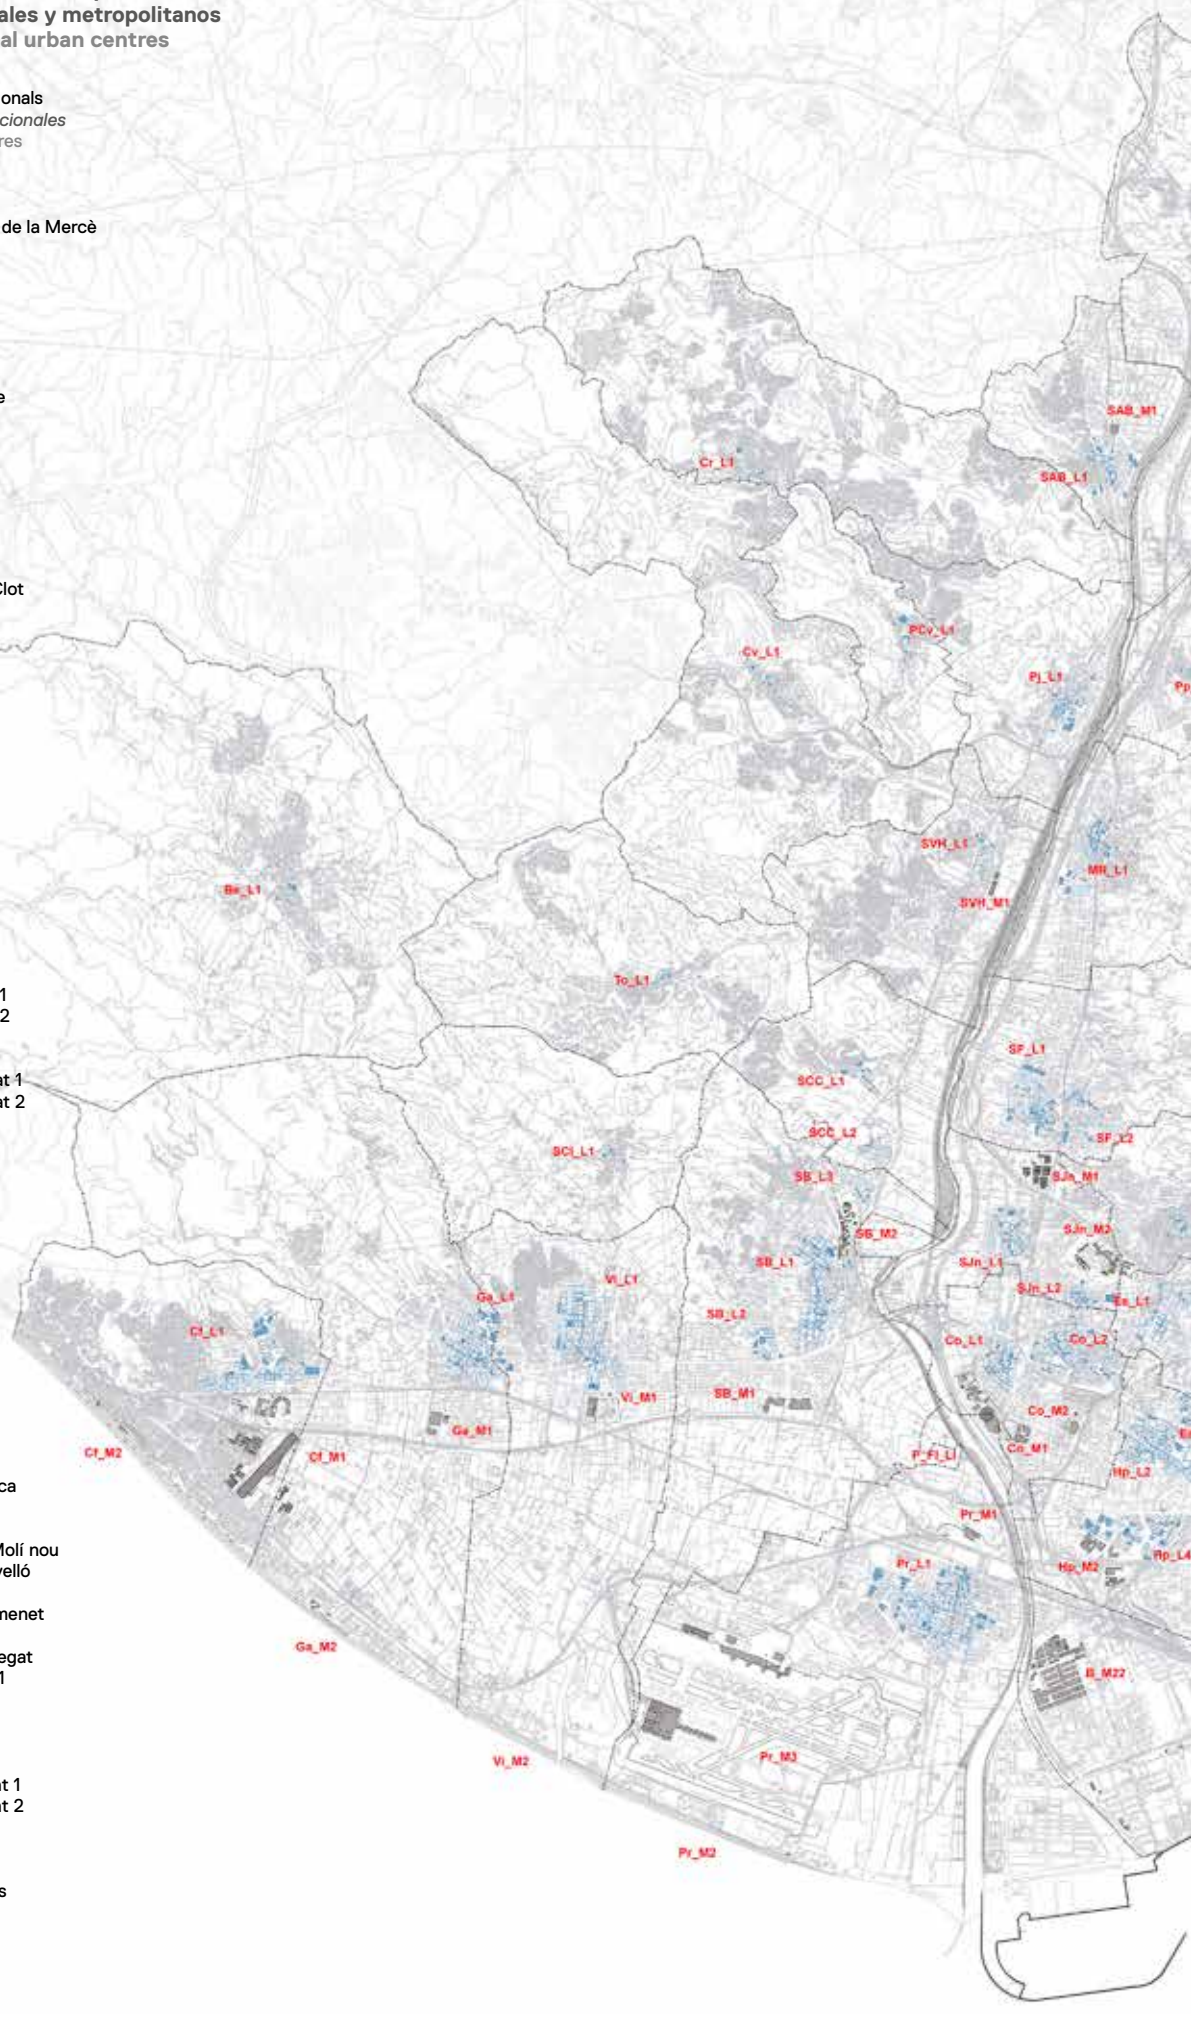 ales y metropolitanos
al urban centres
onals
cionales
res
de la Mercè
e
Clot
1
2
at 1
at 2
ca
Molí nou
velló
menet
egat
1
at 1
at 2
s
SAB_M1
Cr_L1
SAB_L1
PCv_L1
Cv_L1
Pj_L1
Pp
SVH_L1
MR_L1
Be_L1
SVH_M1
To_L1
SF_L1
SCC_L1
SCC_L2
SF_L2
SCl_L1
SB_L3
SJn_M1
SJn_M2
SB_M2
SB_L1
SJn_L1
Vi_L1
SJn_L2
Ga_L1
Es_L1
SB_L2
Cf_L1
Co_L1
Co_L2
SB_M1
Vi_M1
Co_M2
Ga_M1
Co_M1
Cf_M2
Cf_M1
Hp_L2
Pr_M1
Hp_L4
Pr_L1
Hp_M2
Ga_M2
B_M22
Pr_M3
Vi_M2
Pr_M2